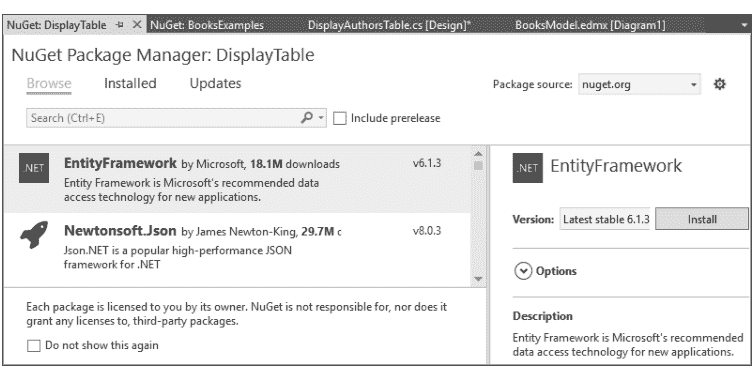 NuGet: DisplayTable
NuGet: BooksExamples
DisplayAuthorsTable.cs [Design]*
BooksModel.edmx [Diagram1]
NuGet Package Manager: DisplayTable
Browse Installed Updates
Package source: nuget.org
Search (Ctrl+E)
Include prerelease
.NET
EntityFramework by Microsoft, 18.1M downloads
v6.1.3
Entity Framework is Microsoft's recommended data
access technology for new applications.
Newtonsoft.Json by James Newton-King, 29.7M c
v8.0.3
Json.NET is a popular high-performance JSON
framework for .NET
Each package is licensed to you by its owner. NuGet is not responsible for, nor does it
grant any licenses to, third-party packages.
Do not show this again
.NET
EntityFramework
Version: Latest stable 6.1.3 Install
Options
Description
Entity Framework is Microsoft's recommended
data access technology for new applications.